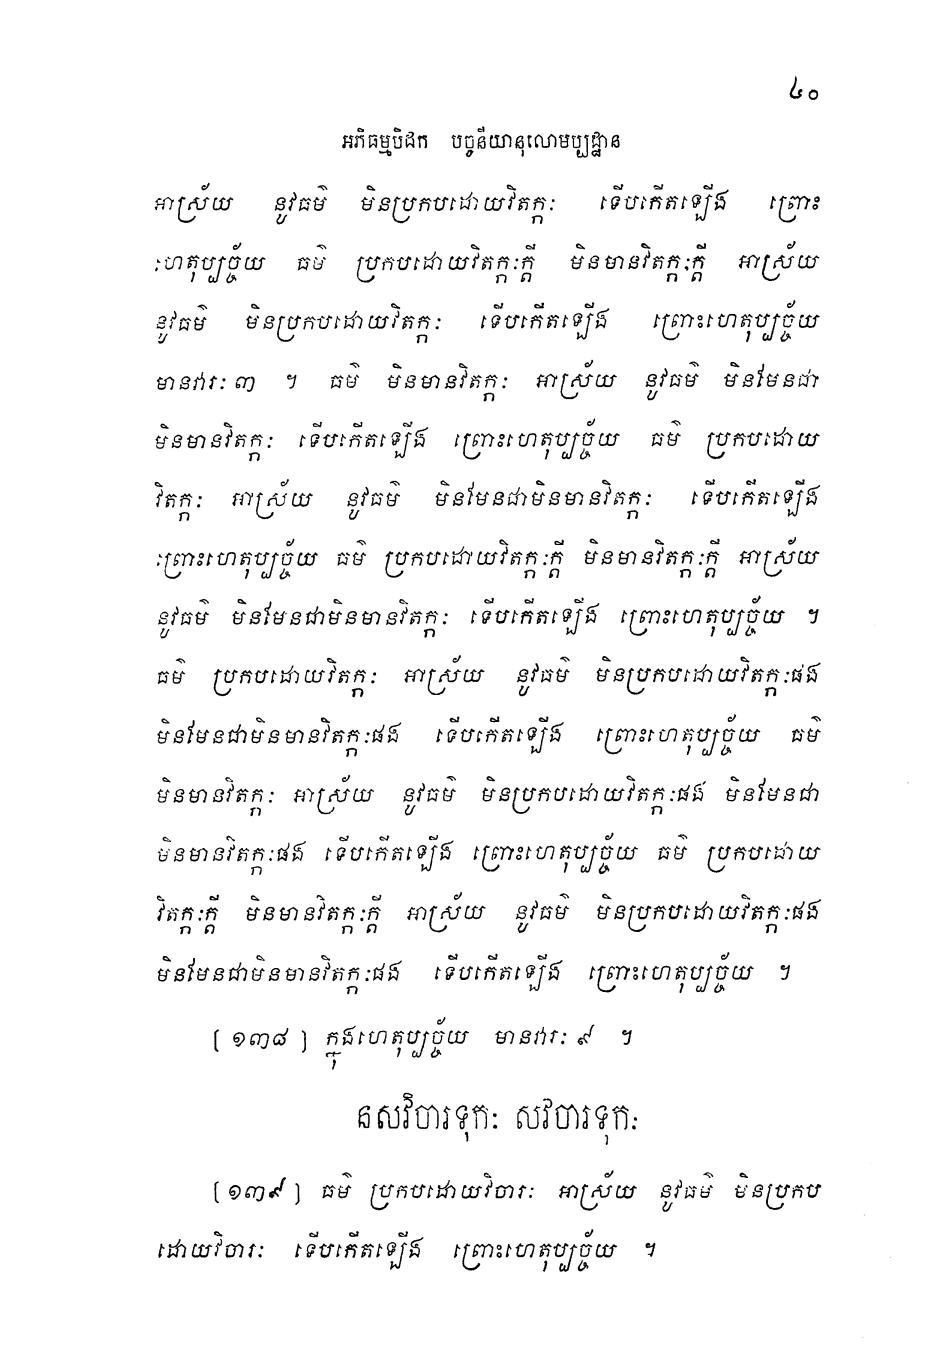 ៤០
អភិធម្មបិដក បច្ចនីយានុលោមប្បដ្ឋាន
អាស្រ័យ នូវធម៌ មិនប្រកបដោយវិតក្កៈ ទើបកើតឡើង ព្រោះ
ហេតុប្បច្ច័យ ធម៌ ប្រកបដោយវិតក្កៈក្តី មិនមានវិតក្កៈក្តី អាស្រ័យ
នូវធម៌ មិនប្រកបដោយវិតក្កៈ ទើបកើតឡើង ព្រោះហេតុប្បច្ច័យ
មានវារៈ ៣ ។ ធម៌ មិនមានវិតក្កៈ អាស្រ័យ នូវធម៌ មិនមែនជា
មិនមានវិតក្កៈ ទើបកើតឡើង ព្រោះហេតុប្បច្ច័យ ធម៌ ប្រកបដោយ
វិតក្កៈ អាស្រ័យ នូវធម៌ មិនមែនជាមិនមានវិតក្កៈ ទើបកើតឡើង
ព្រោះហេតុប្បច្ច័យ ធម៌ ប្រកបដោយវិតក្កៈក្តី មិនមានវិតក្កៈក្តី អាស្រ័យ
នូវធម៌ មិនមែនជាមិនមានវិតក្កៈ ទើបកើតឡើង ព្រោះហេតុប្បច្ច័យ ។
ធម៌ ប្រកបដោយវិតក្កៈ អាស្រ័យ នូវធម៌ មិនប្រកបដោយវិតក្កៈផង
មិនមែនជាមិនមានវិតក្កៈផង ទើបកើតឡើង ព្រោះហេតុប្បច្ច័យ ធម៌
មិនមានវិតក្កៈ អាស្រ័យ នូវធម៌ មិនប្រកបដោយវិតក្កៈផង មិនមែនជា
មិនមានវិតក្កៈផង ទើបកើតឡើង ព្រោះហេតុប្បច្ច័យ ធម៌ ប្រកបដោយ
វិតក្កៈក្តី មិនមានវិតក្កៈក្តី អាស្រ័យ នូវធម៌ មិនប្រកបដោយវិតក្កៈផង
មិនមែនជាមិនមានវិតក្កៈផង ទើបកើតឡើង ព្រោះហេតុប្បច្ច័យ ។
[១៣៨] ក្នុងហេតុប្បច្ច័យ មានវារៈ ៩ ។
នសវិចារទុកៈ សវិចារទុកៈ
[១៣៩] ធម៌ ប្រកបដោយវិចារៈ អាស្រ័យ នូវធម៌ មិនប្រកប
ដោយវិចារៈ ទើបកើតឡើង ព្រោះហេតុប្បច្ច័យ ។